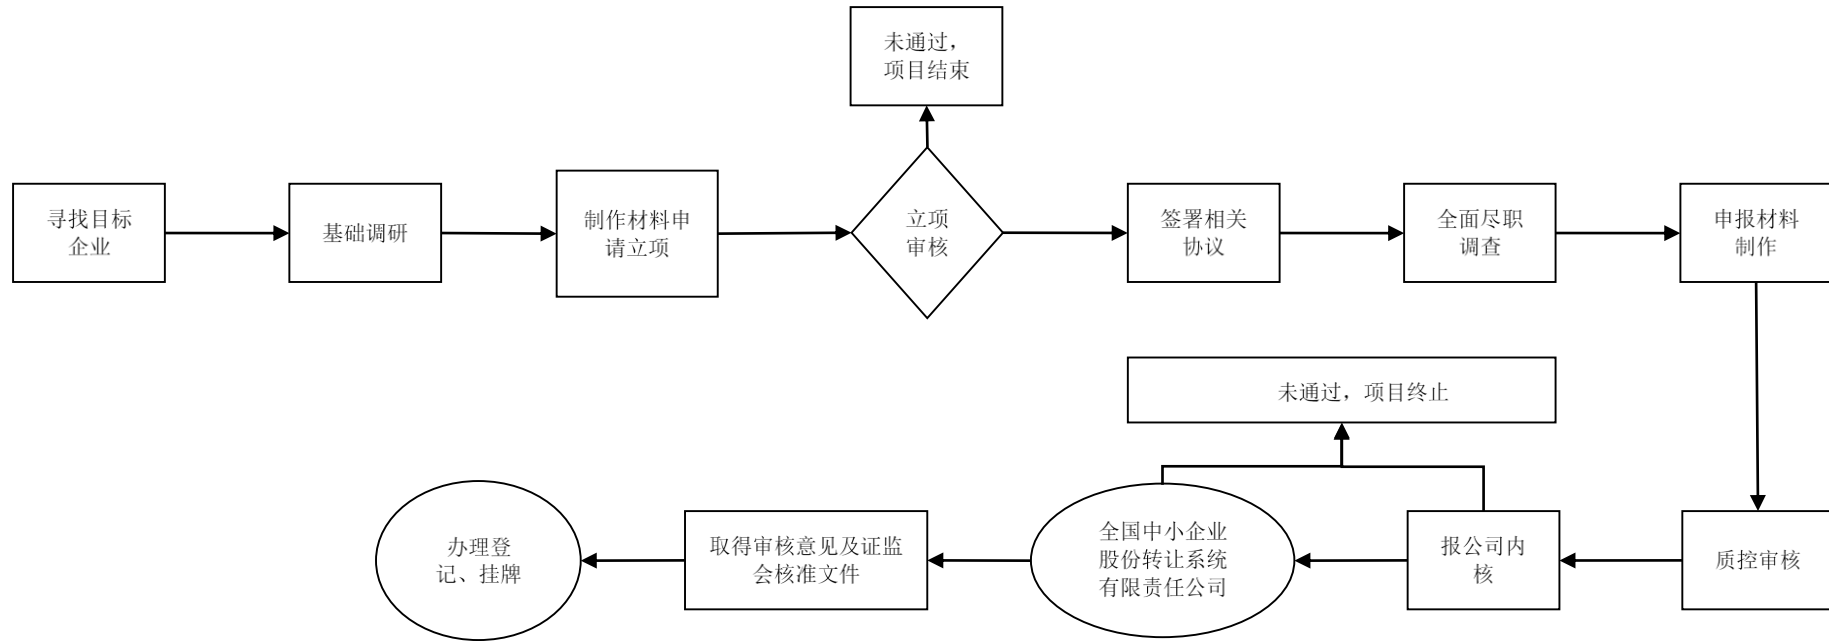 未通过，
项目结束
寻找目标
企业
基础调研
制作材料申
请立项
立项
审核
签署相关
协议
全面尽职
调查
申报材料
制作
未通过，项目终止
办理登
记、挂牌
取得审核意见及证监
会核准文件
全国中小企业
股份转让系统
有限责任公司
报公司内
核
质控审核